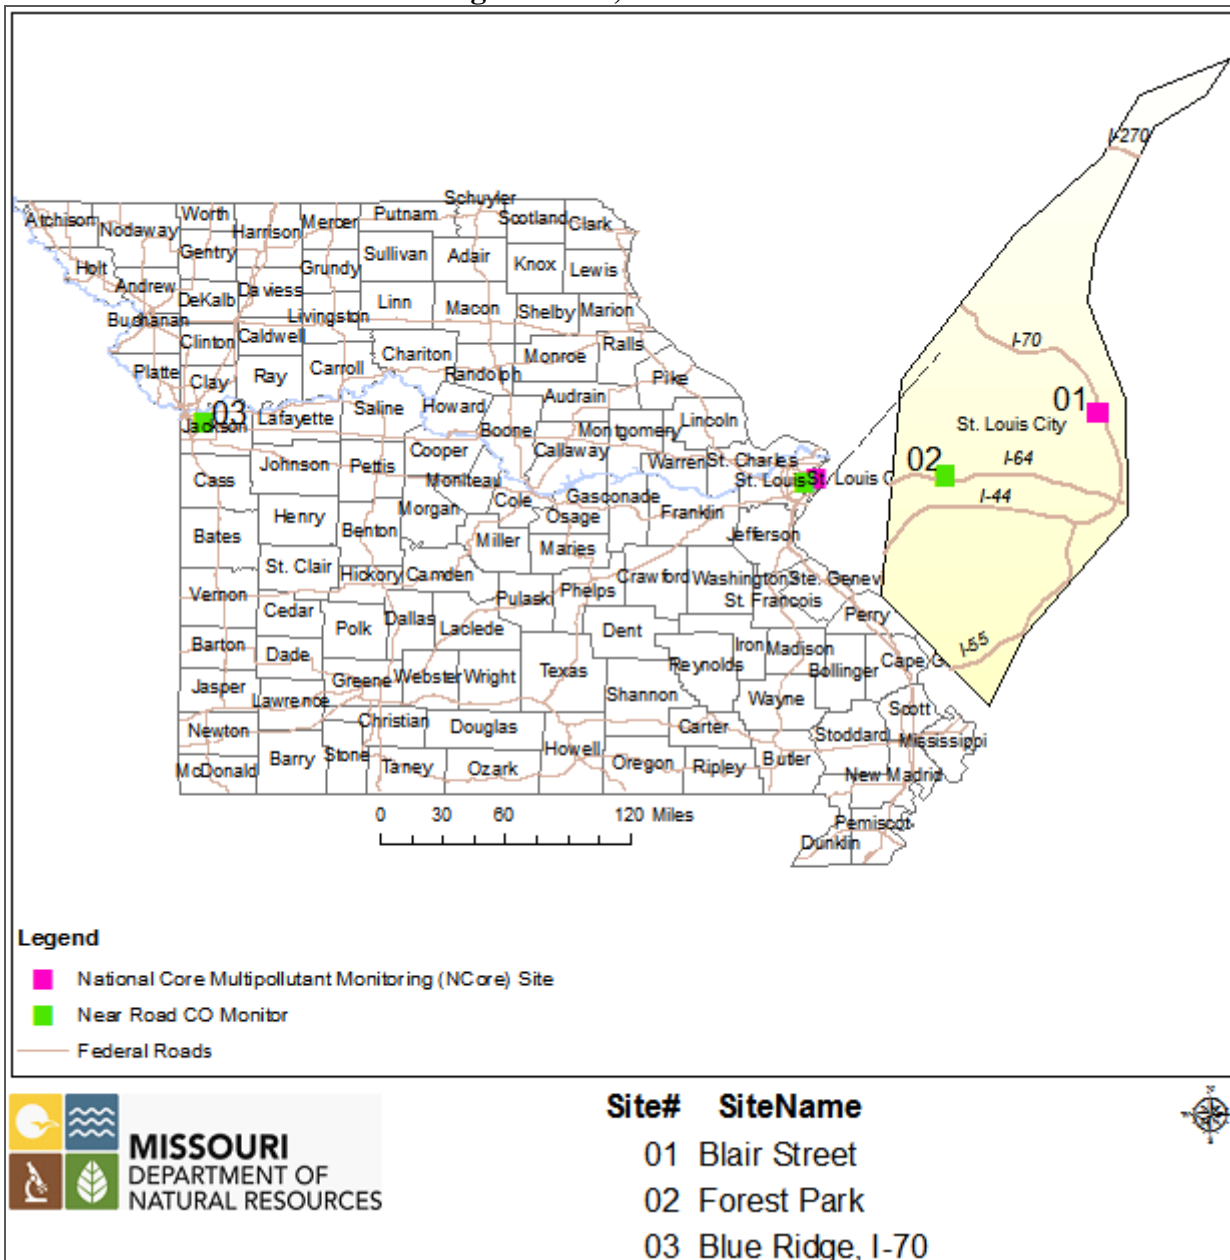 I-270
Schuyler
Atchison Nodaway Worth Harrison Mercer Putnam Scotland Clark
Gentry Sullivan Adair Knox Lewis
Holt Andrew DeKalb Daviess Grundy
Linn Macon Shelby Marion
Buchanan Clinton Caldwell Livingston
I-70
Platte Clay Ray Carroll Chariton Randolph Monroe Ralls
Pike
03 Jackson Lafayette Saline Howard Boone Audrain Montgomery Lincoln
01
St. Louis City
Cass Johnson Pettis Cooper Moniteau Callaway Warren St. Charles
02 I-64
St. Louis St. Louis C
I-44
Henry Benton Morgan Cole Osage Gasconade Franklin
Bates Miller Maries Jefferson
St. Clair Hickory Camden Pulaski Phelps Crawford Washington Ste. Genev
Vernon Cedar St. Francois
Polk Dallas Laclede Dent Perry
Barton Dade Iron Madison
I-55
Jasper Lawrence Greene Webster Wright Texas Shannon Reynolds Bollinger Cape G
Wayne Scott
Newton Christian Douglas Carter Stoddard Mississippi
McDonald Barry Stone Taney Ozark Howell Oregon Ripley Butler
New Madrid
0 30 60 120 Miles
Pemiscot
Dunklin
Legend
National Core Multipollutant Monitoring (NCore) Site
Near Road CO Monitor
Federal Roads
MISSOURI
DEPARTMENT OF
NATURAL RESOURCES
Site# SiteName
01 Blair Street
02 Forest Park
03 Blue Ridge, I-70